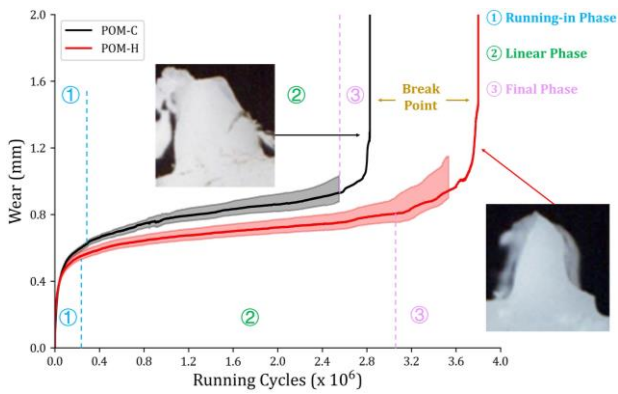 POM-C
POM-H
① Running-in Phase
② Linear Phase
③ Final Phase
①
②
③
Break
Point
①
②
③
Wear (mm)
2.0
1.6
1.2
0.8
0.4
0.0
0.0 0.4 0.8 1.2 1.6 2.0 2.4 2.8 3.2 3.6 4.0
Running Cycles (x 10⁶)